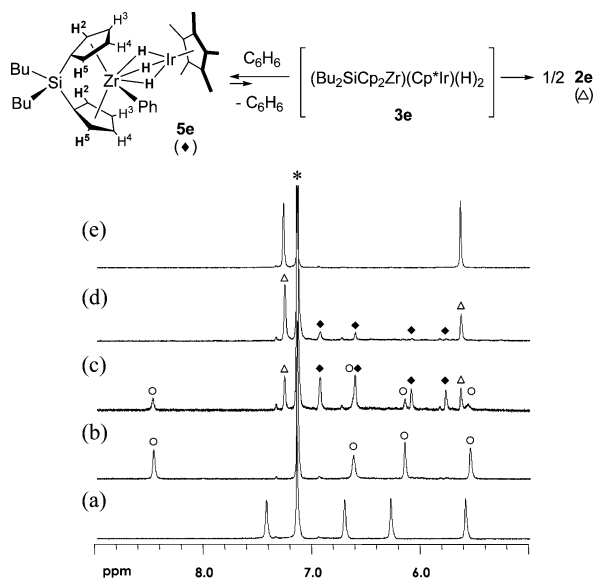 H² H³
H⁴
H⁵
H
H
H
Ir
Bu
Bu
Si
Zr
Ph
H²
H³
H⁵ H⁴
5e
(♦)
C₆H₆
- C₆H₆
(Bu₂SiCp₂Zr)(Cp*Ir)(H)₂
3e
1/2 2e
(△)
*
(e)
(d)
△ ♦ ♦ ♦ ♦ △
(c)
○ △ ♦ ○ ♦ ○ ♦ ♦ △ ○
(b)
○ ○ ○ ○
(a)
ppm 8.0 7.0 6.0